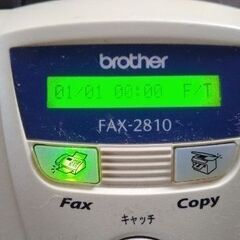 brother
01/01 00:00 F/T
FAX-2810
Fax Copy
キャッチ